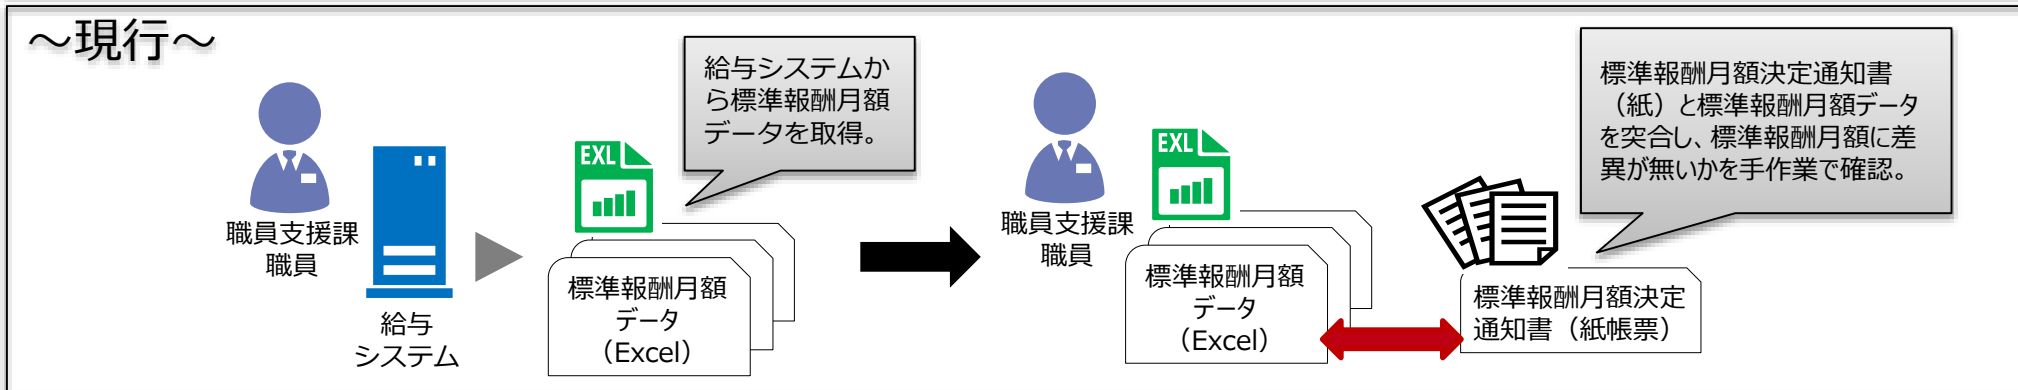 ～現行～
給与システムか
ら標準報酬月額
データを取得。
標準報酬月額決定通知書
（紙）と標準報酬月額データ
を突合し、標準報酬月額に差
異が無いかを手作業で確認。
EXL
職員支援課
職員
給与
システム
標準報酬月額
データ
（Excel）
EXL
職員支援課
職員
標準報酬月額
データ
（Excel）
標準報酬月額決定
通知書（紙帳票）